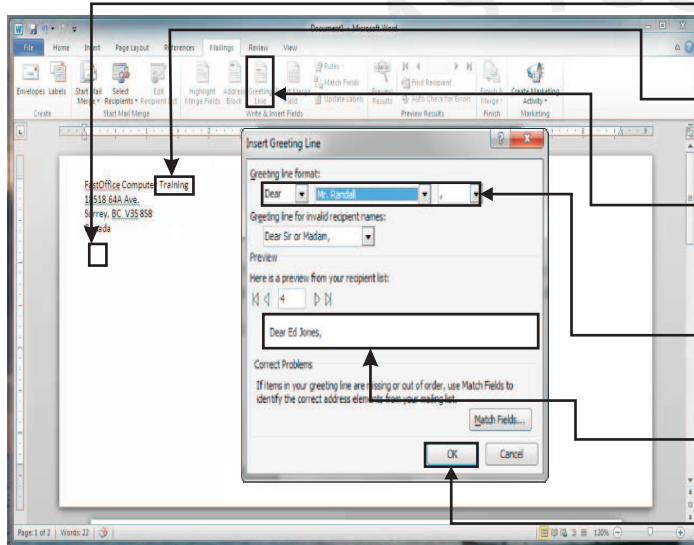 Document1 - Microsoft Word
File Home Insert Page Layout References Mailings Review View
Envelopes Labels Start Mail Merge Select Recipients Edit Recipient List Highlight Merge Fields Address Block Greeting Line Insert Merge Field Rules Match Fields Update Labels Preview Results Find Recipient Auto Check for Errors Finish & Merge Create Marketing Activity
Create Start Mail Merge Write & Insert Fields Preview Results Finish Marketing
Insert Greeting Line
Greeting line format:
Dear Mr. Randall ,
Greeting line for invalid recipient names:
Dear Sir or Madam,
Preview
Here is a preview from your recipient list:
4
Dear Ed Jones,
Correct Problems
If items in your greeting line are missing or out of order, use Match Fields to
identify the correct address elements from your mailing list.
Match Fields...
OK Cancel
FastOffice Computer Training
18518 64A Ave.
Surrey, BC V3S 8S8
Canada
Page: 1 of 2 Words: 22 120%